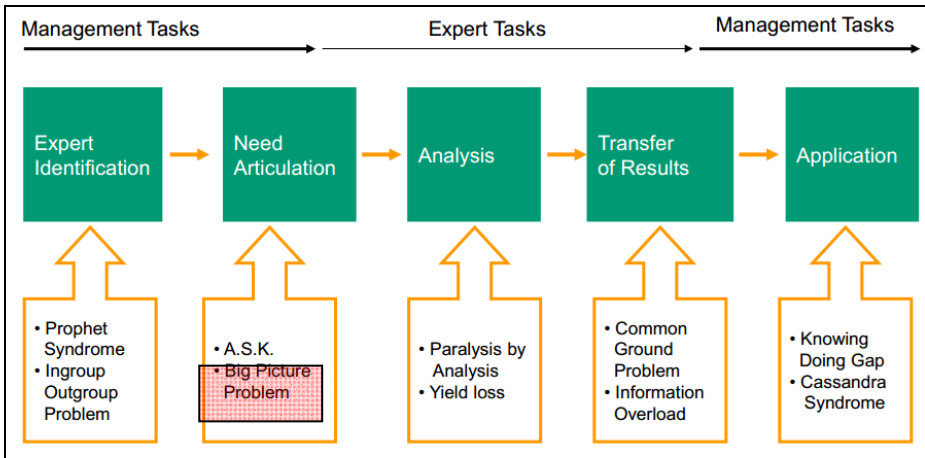 Management Tasks
Expert Tasks
Management Tasks
Expert
Identification
Need
Articulation
Analysis
Transfer
of Results
Application
• Prophet
Syndrome
• Ingroup
Outgroup
Problem
• A.S.K.
• Big Picture
Problem
• Paralysis by
Analysis
• Yield loss
• Common
Ground
Problem
• Information
Overload
• Knowing
Doing Gap
• Cassandra
Syndrome